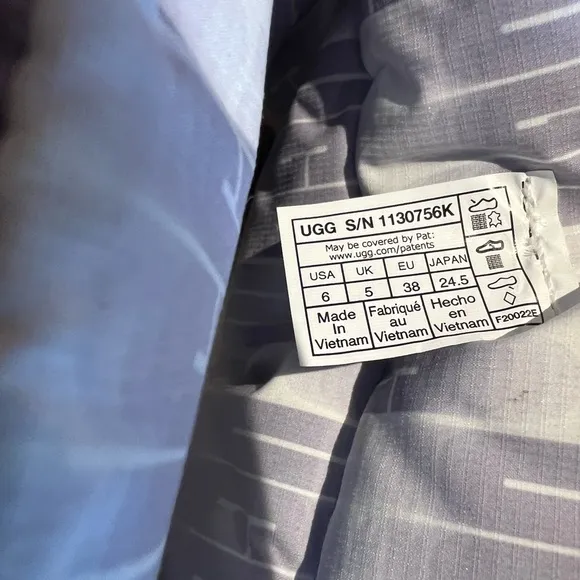 UGG S/N 1130756K
May be covered by Pat:
www.ugg.com/patents
USA UK EU JAPAN
6 5 38 24.5
Made In Vietnam
Fabriqué au Vietnam
Hecho en Vietnam
F20022E